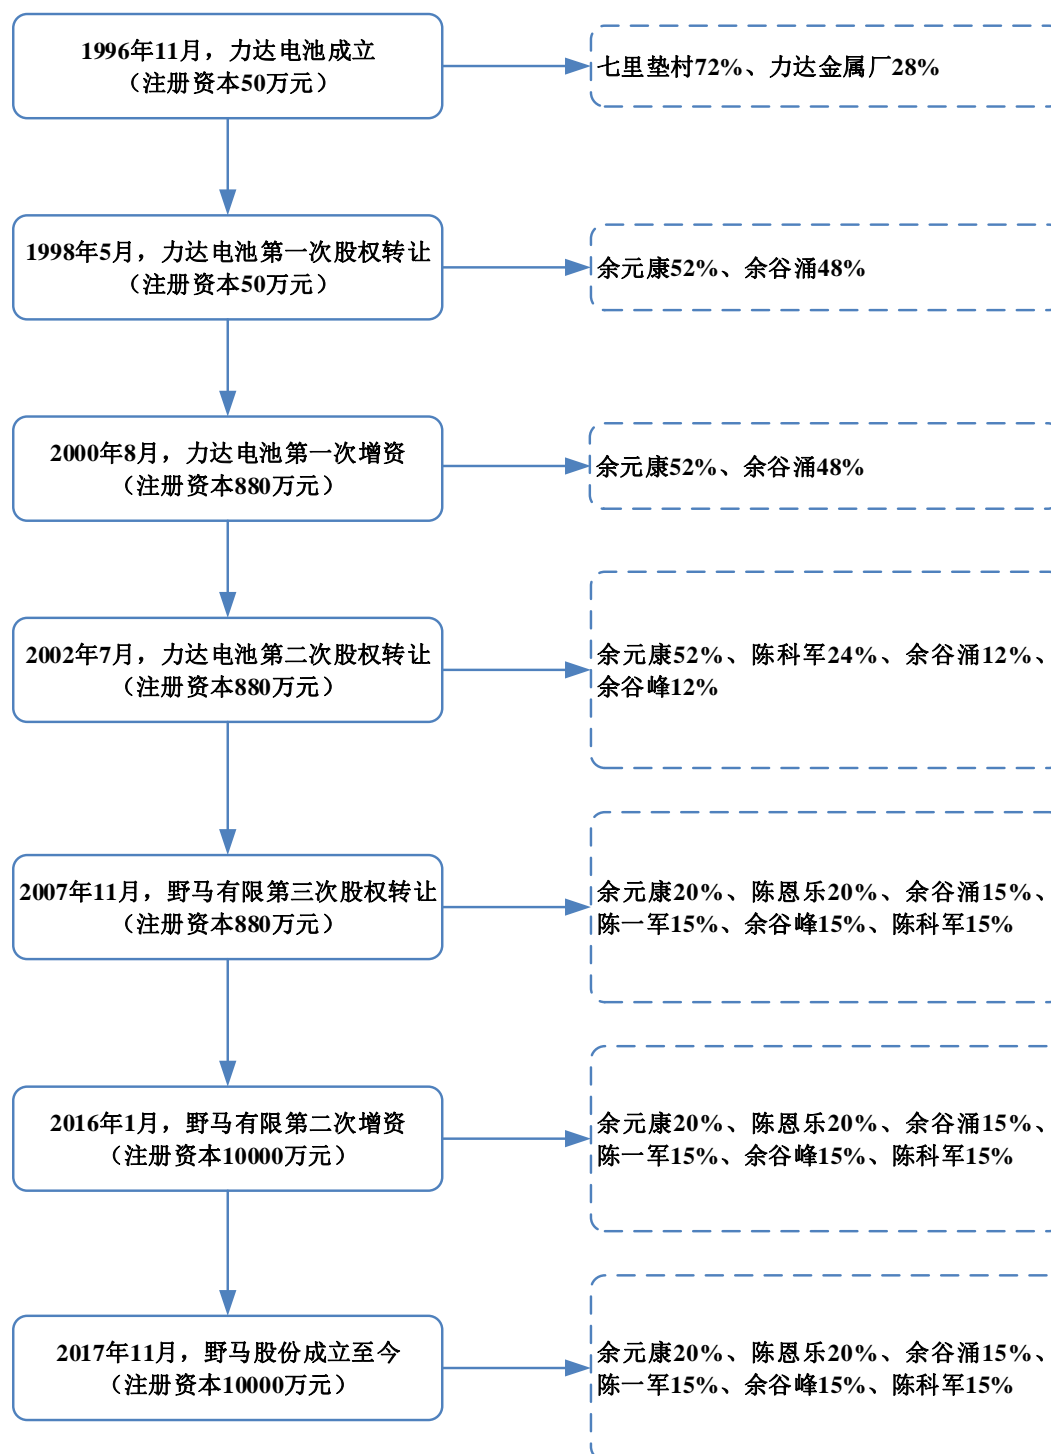 1996年11月，力达电池成立
（注册资本50万元）
七里垫村72%、力达金属厂28%
1998年5月，力达电池第一次股权转让
（注册资本50万元）
余元康52%、余谷涌48%
2000年8月，力达电池第一次增资
（注册资本880万元）
余元康52%、余谷涌48%
2002年7月，力达电池第二次股权转让
（注册资本880万元）
余元康52%、陈科军24%、余谷涌12%、
余谷峰12%
2007年11月，野马有限第三次股权转让
（注册资本880万元）
余元康20%、陈恩乐20%、余谷涌15%、
陈一军15%、余谷峰15%、陈科军15%
2016年1月，野马有限第二次增资
（注册资本10000万元）
余元康20%、陈恩乐20%、余谷涌15%、
陈一军15%、余谷峰15%、陈科军15%
2017年11月，野马股份成立至今
（注册资本10000万元）
余元康20%、陈恩乐20%、余谷涌15%、
陈一军15%、余谷峰15%、陈科军15%